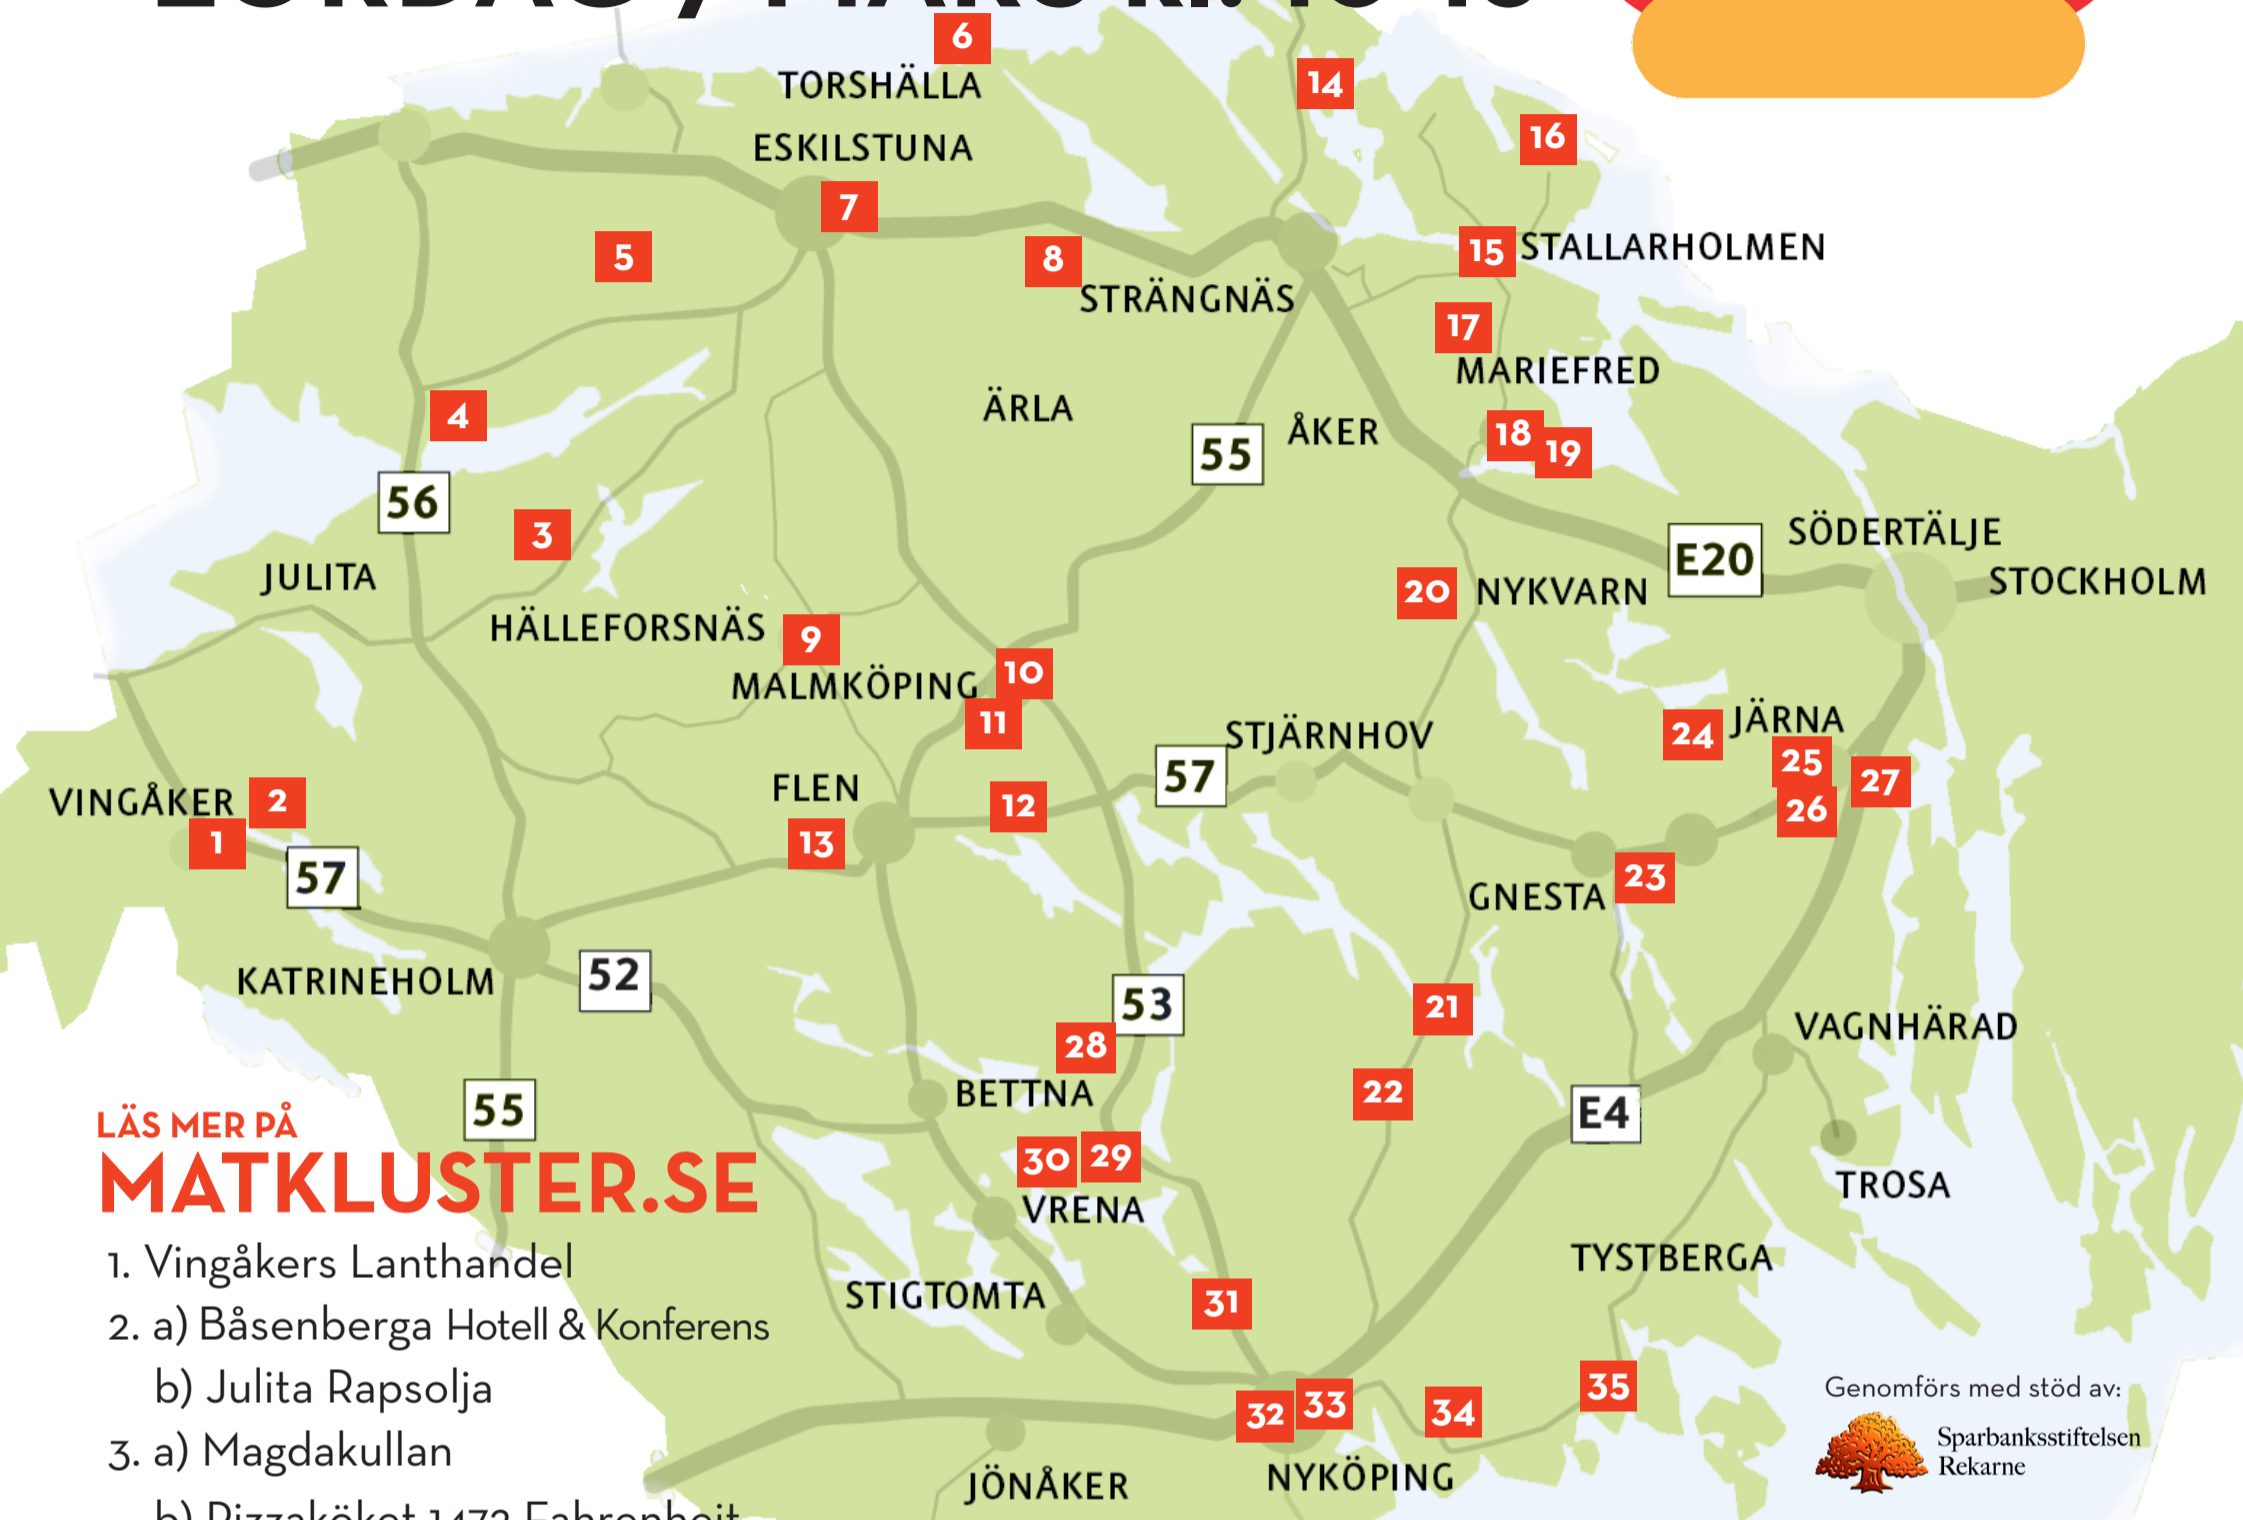 6
TORSHÄLLA
14
ESKILSTUNA
16
7
5
8
15 STALLARHOLMEN
STRÄNGNÄS
17
MARIEFRED
4
ÄRLA
55 ÅKER
18
19
56
3
E20 SÖDERTÄLJE
STOCKHOLM
JULITA
20 NYKVARN
HÄLLEFORSNÄS 9
MALMKÖPING 10
11
STJÄRNHOV
24 JÄRNA
25
27
26
57
FLEN
12
13
VINGÅKER 2
1
57
GNESTA 23
KATRINEHOLM
52
53
21
28
VAGNHÄRAD
BETTNA
22
E4
55
30 29
VRENA
TROSA
STIGTOMTA
31
TYSTBERGA
32 33
34
35
JÖNÅKER
NYKÖPING
LÄS MER PÅ
MATKLUSTER.SE
1. Vingåkers Lanthandel
2. a) Båsenberga Hotell & Konferens
b) Julita Rapsolja
3. a) Magdakullan
b) Pizzaköket 1472 Fahrenheit
Genomförs med stöd av:
Sparbanksstiftelsen
Rekarne